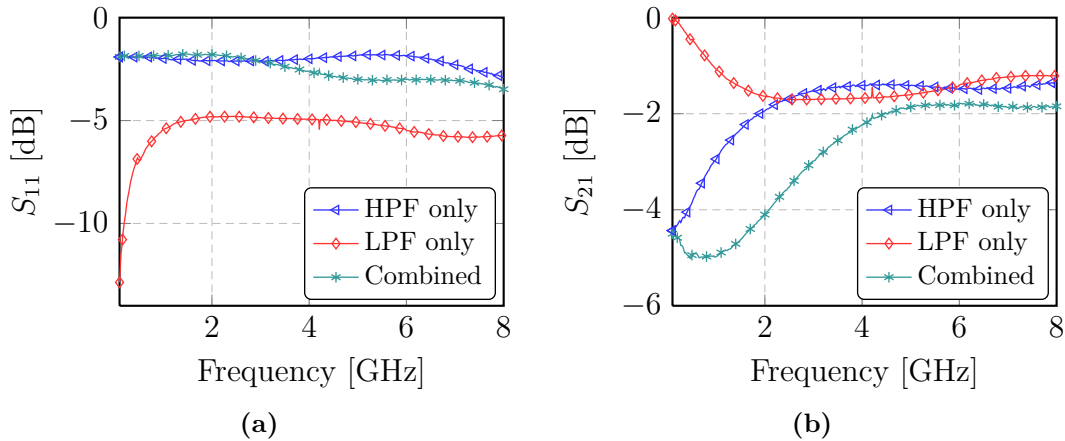 0
−5
−10
S11 [dB]
HPF only
LPF only
Combined
2 4 6 8
Frequency [GHz]
(a)
0
−2
−4
−6
S21 [dB]
HPF only
LPF only
Combined
2 4 6 8
Frequency [GHz]
(b)